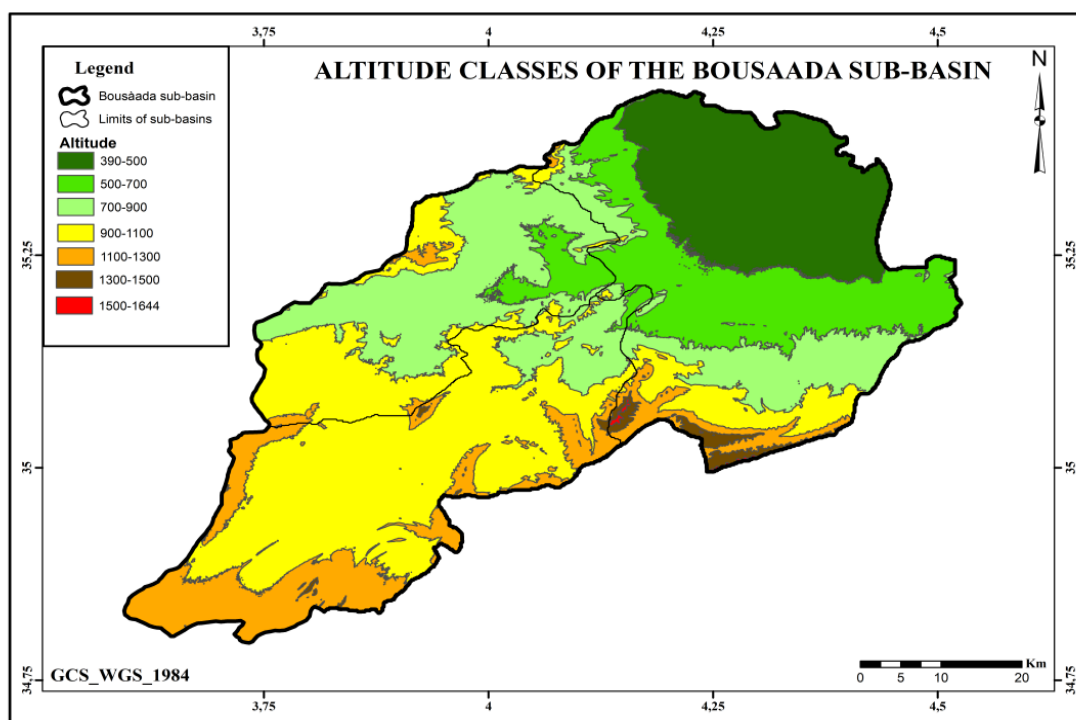 3,75 4 4,25 4,5
ALTITUDE CLASSES OF THE BOUSAADA SUB-BASIN
N
Legend
Bousàada sub-basin
Limits of sub-basins
Altitude
390-500
500-700
700-900
900-1100
1100-1300
1300-1500
1500-1644
35,25 35,25
35 35
34,75 34,75
GCS_WGS_1984
Km
0 5 10 20
3,75 4 4,25 4,5